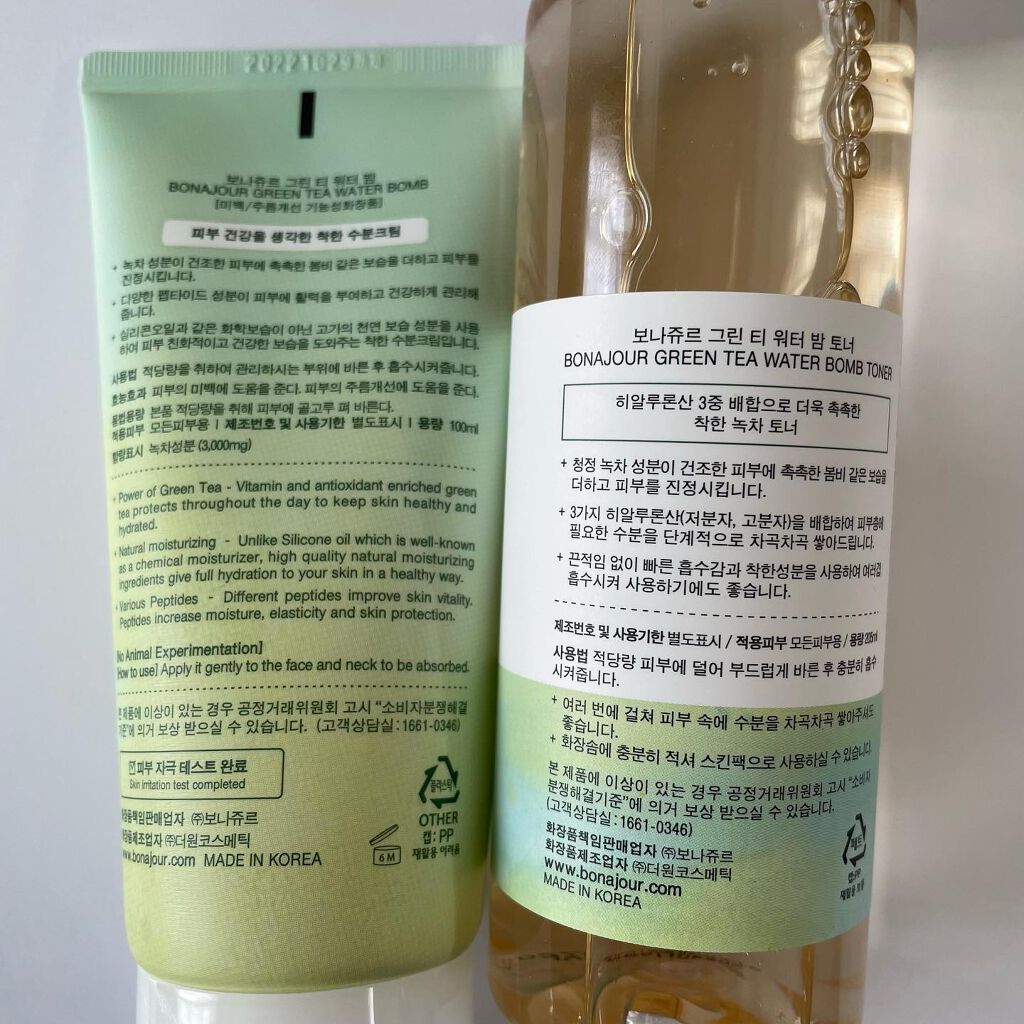 20221029
보나쥬르 그린 티 워터 밤
BONAJOUR GREEN TEA WATER BOMB
[미백/주름개선 기능성화장품]
피부 건강을 생각한 착한 수분크림
+ 녹차 성분이 건조한 피부에 촉촉한 봄비 같은 보습을 더하고 피부를
진정시킵니다.
+ 다양한 펩타이드 성분이 피부에 활력을 부여하고 건강하게 관리해
줍니다.
+ 실리콘오일과 같은 화학보습이 아닌 고가의 천연 보습 성분을 사용
하여 피부 친화적이고 건강한 보습을 도와주는 착한 수분크림입니다.
사용법 적당량을 취하여 관리하시는 부위에 바른 후 흡수시켜줍니다.
효능효과 피부의 미백에 도움을 준다. 피부의 주름개선에 도움을 준다.
용법용량 본품 적당량을 취해 피부에 골고루 펴 바른다.
적용피부 모든피부용 | 제조번호 및 사용기한 별도표시 | 용량 100ml
함량표시 녹차성분 (3,000mg)
+ Power of Green Tea - Vitamin and antioxidant enriched green
tea protects throughout the day to keep skin healthy and
hydrated.
+ Natural moisturizing - Unlike Silicone oil which is well-known
as a chemical moisturizer, high quality natural moisturizing
ingredients give full hydration to your skin in a healthy way.
+ Various Peptides - Different peptides improve skin vitality.
Peptides increase moisture, elasticity and skin protection.
[No Animal Experimentation]
[How to use] Apply it gently to the face and neck to be absorbed.
본 제품에 이상이 있는 경우 공정거래위원회 고시 “소비자분쟁해결
기준”에 의거 보상 받으실 수 있습니다. (고객상담실:1661-0346)
피부 자극 테스트 완료
Skin irritation test completed
화장품책임판매업자 ㈜보나쥬르
화장품제조업자 ㈜더원코스메틱
www.bonajour.com MADE IN KOREA
6M
플라스틱
OTHER
캡: PP
재활용 어려움
보나쥬르 그린 티 워터 밤 토너
BONAJOUR GREEN TEA WATER BOMB TONER
히알루론산 3중 배합으로 더욱 촉촉한
착한 녹차 토너
+ 청정 녹차 성분이 건조한 피부에 촉촉한 봄비 같은 보습을
더하고 피부를 진정시킵니다.
+ 3가지 히알루론산(저분자, 고분자)을 배합하여 피부층에
필요한 수분을 단계적으로 차곡차곡 쌓아드립니다.
+ 끈적임 없이 빠른 흡수감과 착한성분을 사용하여 여러겹
흡수시켜 사용하기에도 좋습니다.
제조번호 및 사용기한 별도표시 / 적용피부 모든피부용 / 용량 205ml
사용법 적당량 피부에 덜어 부드럽게 바른 후 충분히 흡수
시켜줍니다.
+ 여러 번에 걸쳐 피부 속에 수분을 차곡차곡 쌓아주셔도
좋습니다.
+ 화장솜에 충분히 적셔 스킨팩으로 사용하실 수 있습니다.
본 제품에 이상이 있는 경우 공정거래위원회 고시 “소비자
분쟁해결기준”에 의거 보상 받으실 수 있습니다.
(고객상담실:1661-0346)
화장품책임판매업자 ㈜보나쥬르
화장품제조업자 ㈜더원코스메틱
www.bonajour.com
MADE IN KOREA
페트
캡:PP
재활용